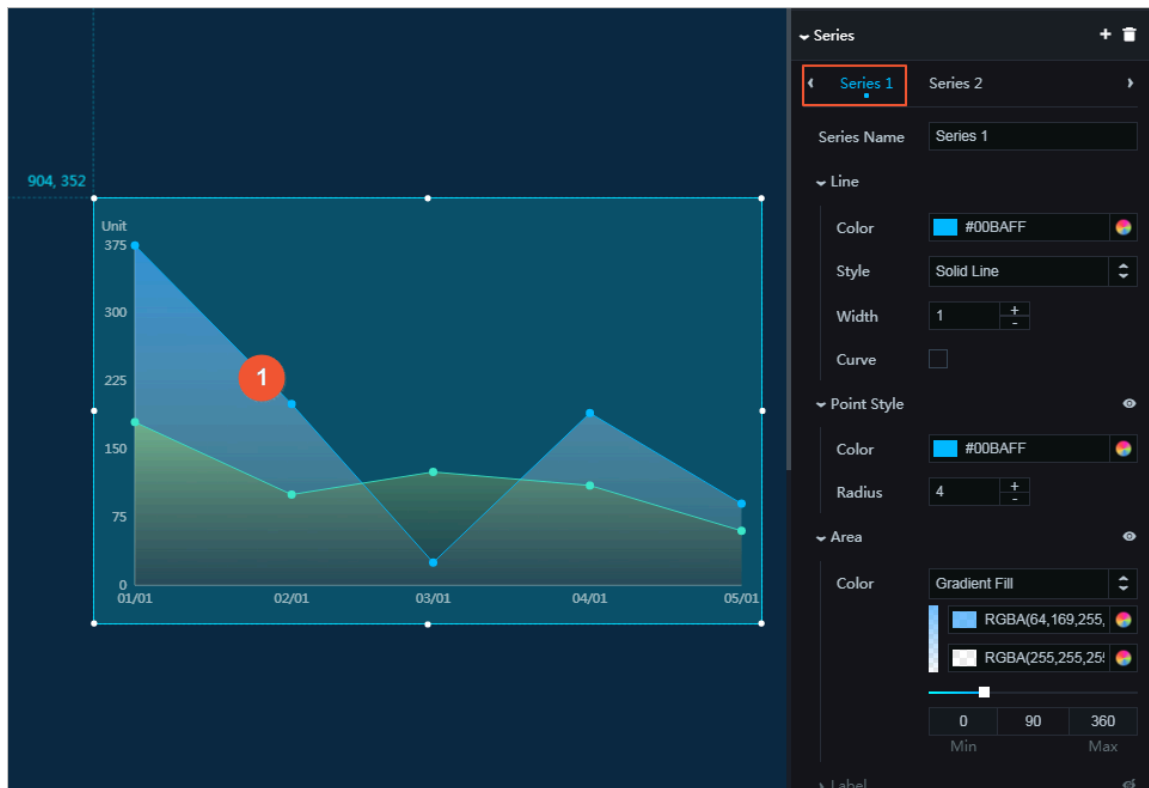 Series
Series 1
Series 2
Series Name
Series 1
Line
904, 352
Unit
Color
#00BAFF
375
Style
Solid Line
300
Width
1
+
-
Curve
1
225
Point Style
150
Color
#00BAFF
Radius
4
+
-
75
Area
0
Color
Gradient Fill
01/01
02/01
03/01
04/01
05/01
RGBA(64,169,255,
RGBA(255,255,25
0
90
360
Min
Max
Label